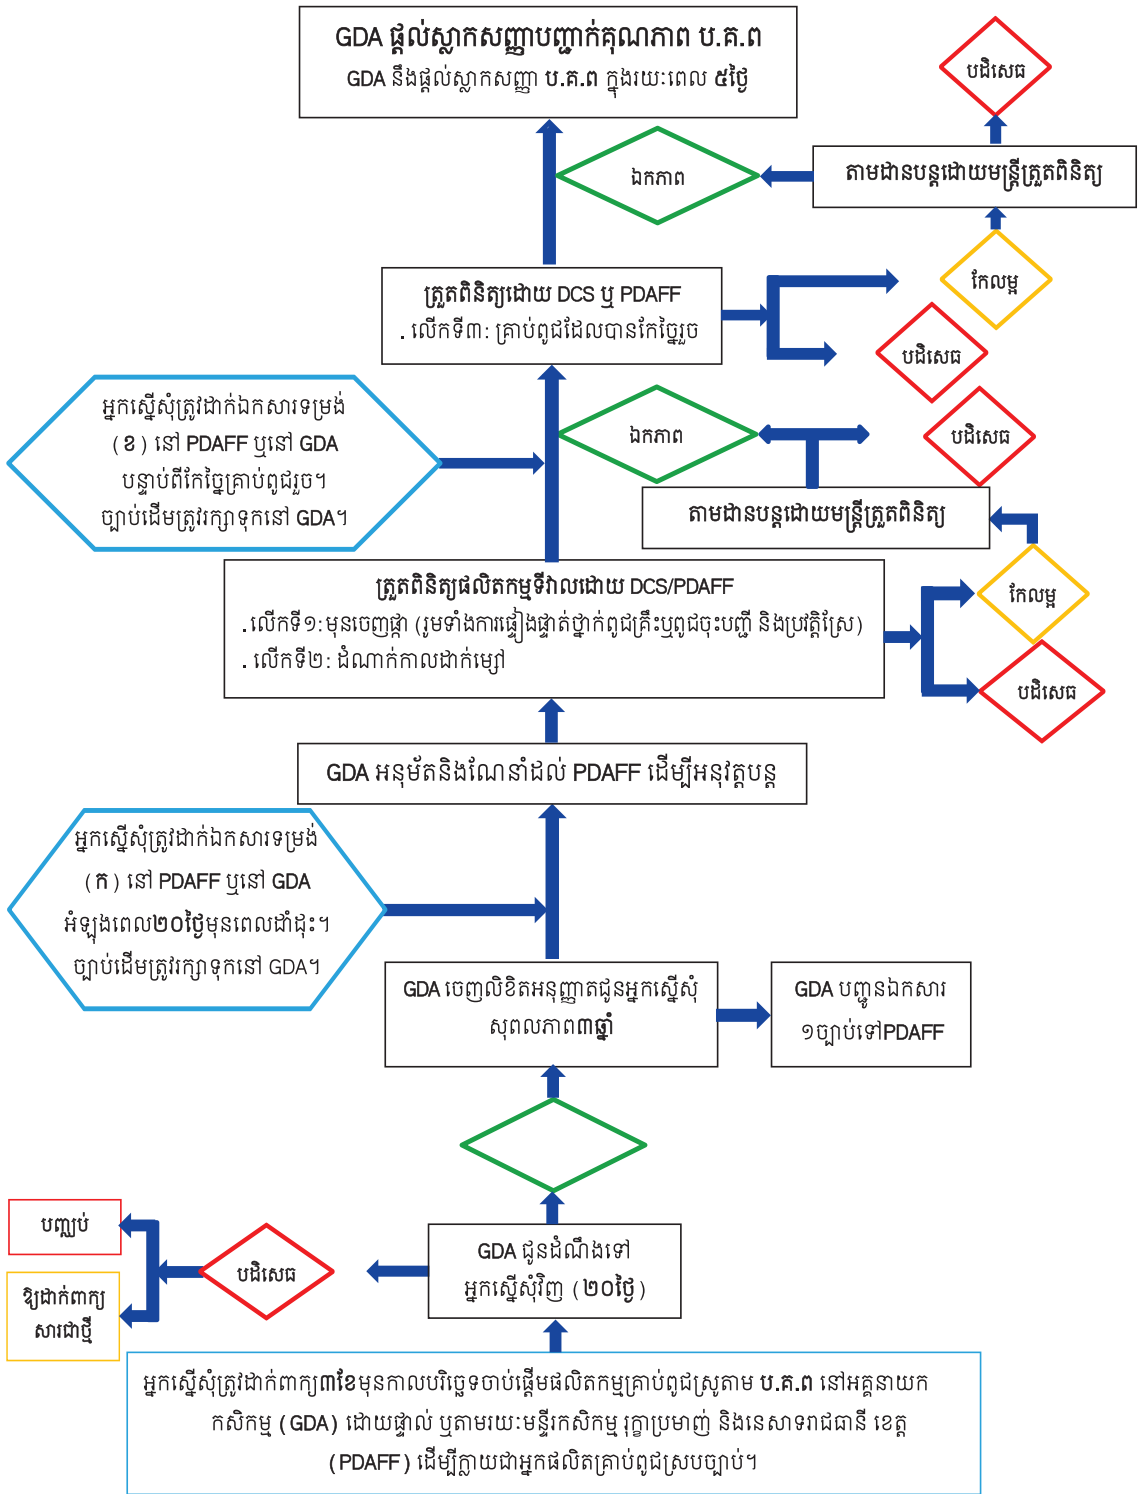 GDA ផ្តល់ស្លាកសញ្ញាបញ្ជាក់គុណភាព ប.គ.ព
GDA នឹងផ្តល់ស្លាកសញ្ញា ប.គ.ព ក្នុងរយៈពេល ៥ថ្ងៃ
បដិសេធ
ឯកភាព
តាមដានបន្តដោយមន្ត្រីត្រួតពិនិត្យ
កែលម្អ
ត្រួតពិនិត្យដោយ DCS ឬ PDAFF
. លើកទី៣: គ្រាប់ពូជដែលបានកែច្នៃរួច
បដិសេធ
អ្នកស្នើសុំត្រូវដាក់ឯកសារទម្រង់
(ខ) នៅ PDAFF ឬនៅ GDA
បន្ទាប់ពីកែច្នៃគ្រាប់ពូជរួច។
ច្បាប់ដើមត្រូវរក្សាទុកនៅ GDA។
ឯកភាព
បដិសេធ
តាមដានបន្តដោយមន្ត្រីត្រួតពិនិត្យ
ត្រួតពិនិត្យផលិតកម្មទីវាលដោយ DCS/PDAFF
. លើកទី១: មុនចេញផ្កា (រួមទាំងការផ្ទៀងផ្ទាត់ថ្នាក់ពូជគ្រឹះឬពូជចុះបញ្ជី និងប្រវត្តិស្រែ)
. លើកទី២: ដំណាក់កាលដាក់ម្សៅ
កែលម្អ
បដិសេធ
GDA អនុម័តនិងណែនាំដល់ PDAFF ដើម្បីអនុវត្តបន្ត
អ្នកស្នើសុំត្រូវដាក់ឯកសារទម្រង់
(ក) នៅ PDAFF ឬនៅ GDA
អំឡុងពេល២០ថ្ងៃមុនពេលដាំដុះ។
ច្បាប់ដើមត្រូវរក្សាទុកនៅ GDA។
GDA ចេញលិខិតអនុញ្ញាតជូនអ្នកស្នើសុំ
សុពលភាព៣ឆ្នាំ
GDA បញ្ជូនឯកសារ
១ច្បាប់ទៅPDAFF
បញ្ឈប់
បដិសេធ
GDA ជូនដំណឹងទៅ
អ្នកស្នើសុំវិញ (២០ថ្ងៃ)
ឱ្យដាក់ពាក្យ
សារជាថ្មី
អ្នកស្នើសុំត្រូវដាក់ពាក្យ៣ខែមុនកាលបរិច្ឆេទចាប់ផ្តើមផលិតកម្មគ្រាប់ពូជស្រូតាម ប.គ.ព នៅអគ្គនាយក
កសិកម្ម (GDA) ដោយផ្ទាល់ ឬតាមរយៈមន្ទីរកសិកម្ម រុក្ខាប្រមាញ់ និងនេសាទរាជធានី ខេត្ត
(PDAFF) ដើម្បីក្លាយជាអ្នកផលិតគ្រាប់ពូជស្របច្បាប់។